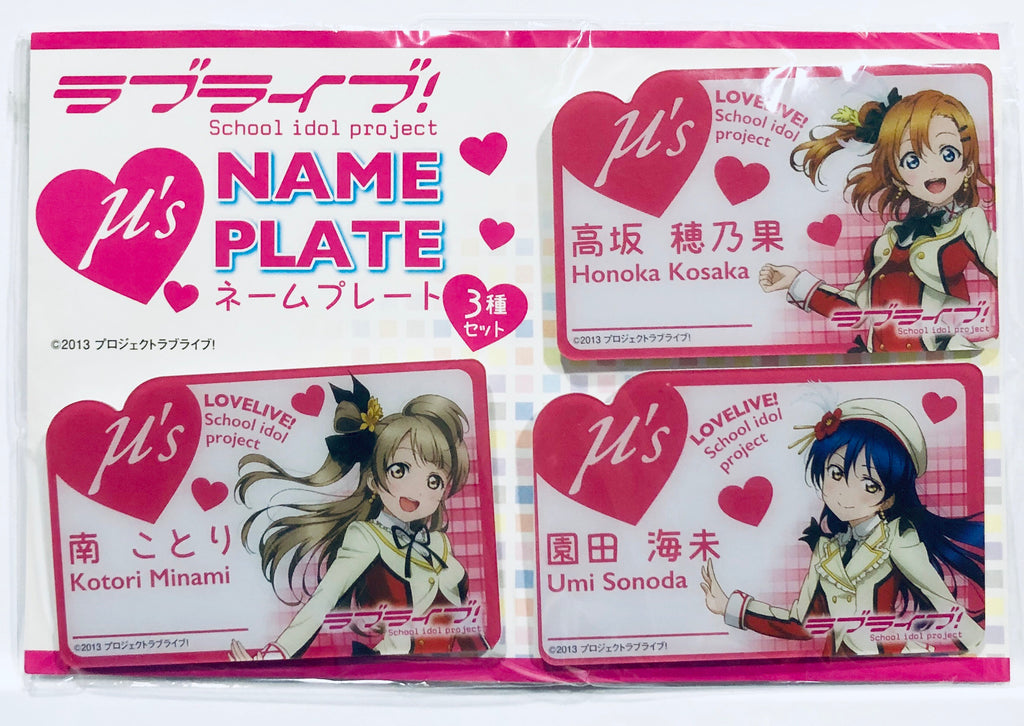 ラブライブ!
School idol project
μ's
NAME
PLATE
ネームプレート
3種
セット
©2013 プロジェクトラブライブ!
μ's
LOVELIVE!
School idol
project
高坂 穂乃果
Honoka Kosaka
©2013 プロジェクトラブライブ!
ラブライブ!
School idol project
μ's
LOVELIVE!
School idol
project
南 ことり
Kotori Minami
©2013 プロジェクトラブライブ!
ラブライブ!
School idol project
μ's
LOVELIVE!
School idol
project
園田 海未
Umi Sonoda
©2013 プロジェクトラブライブ!
ラブライブ!
School idol project